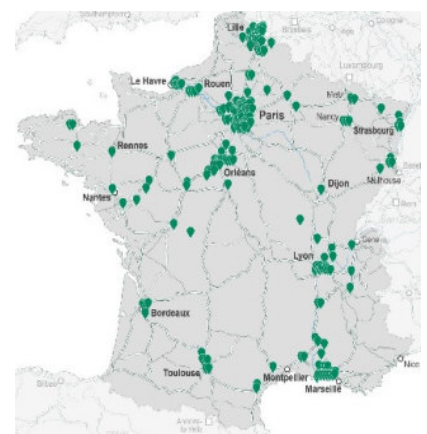 Lille
Le Havre
Rouen
Luxembourg
Metz
Paris
Nancy
Strasbourg
Rennes
Orléans
Mulhouse
Nantes
Dijon
Lyon
Bordeaux
Toulouse
Montpellier
Nice
Marseille
Bilbao